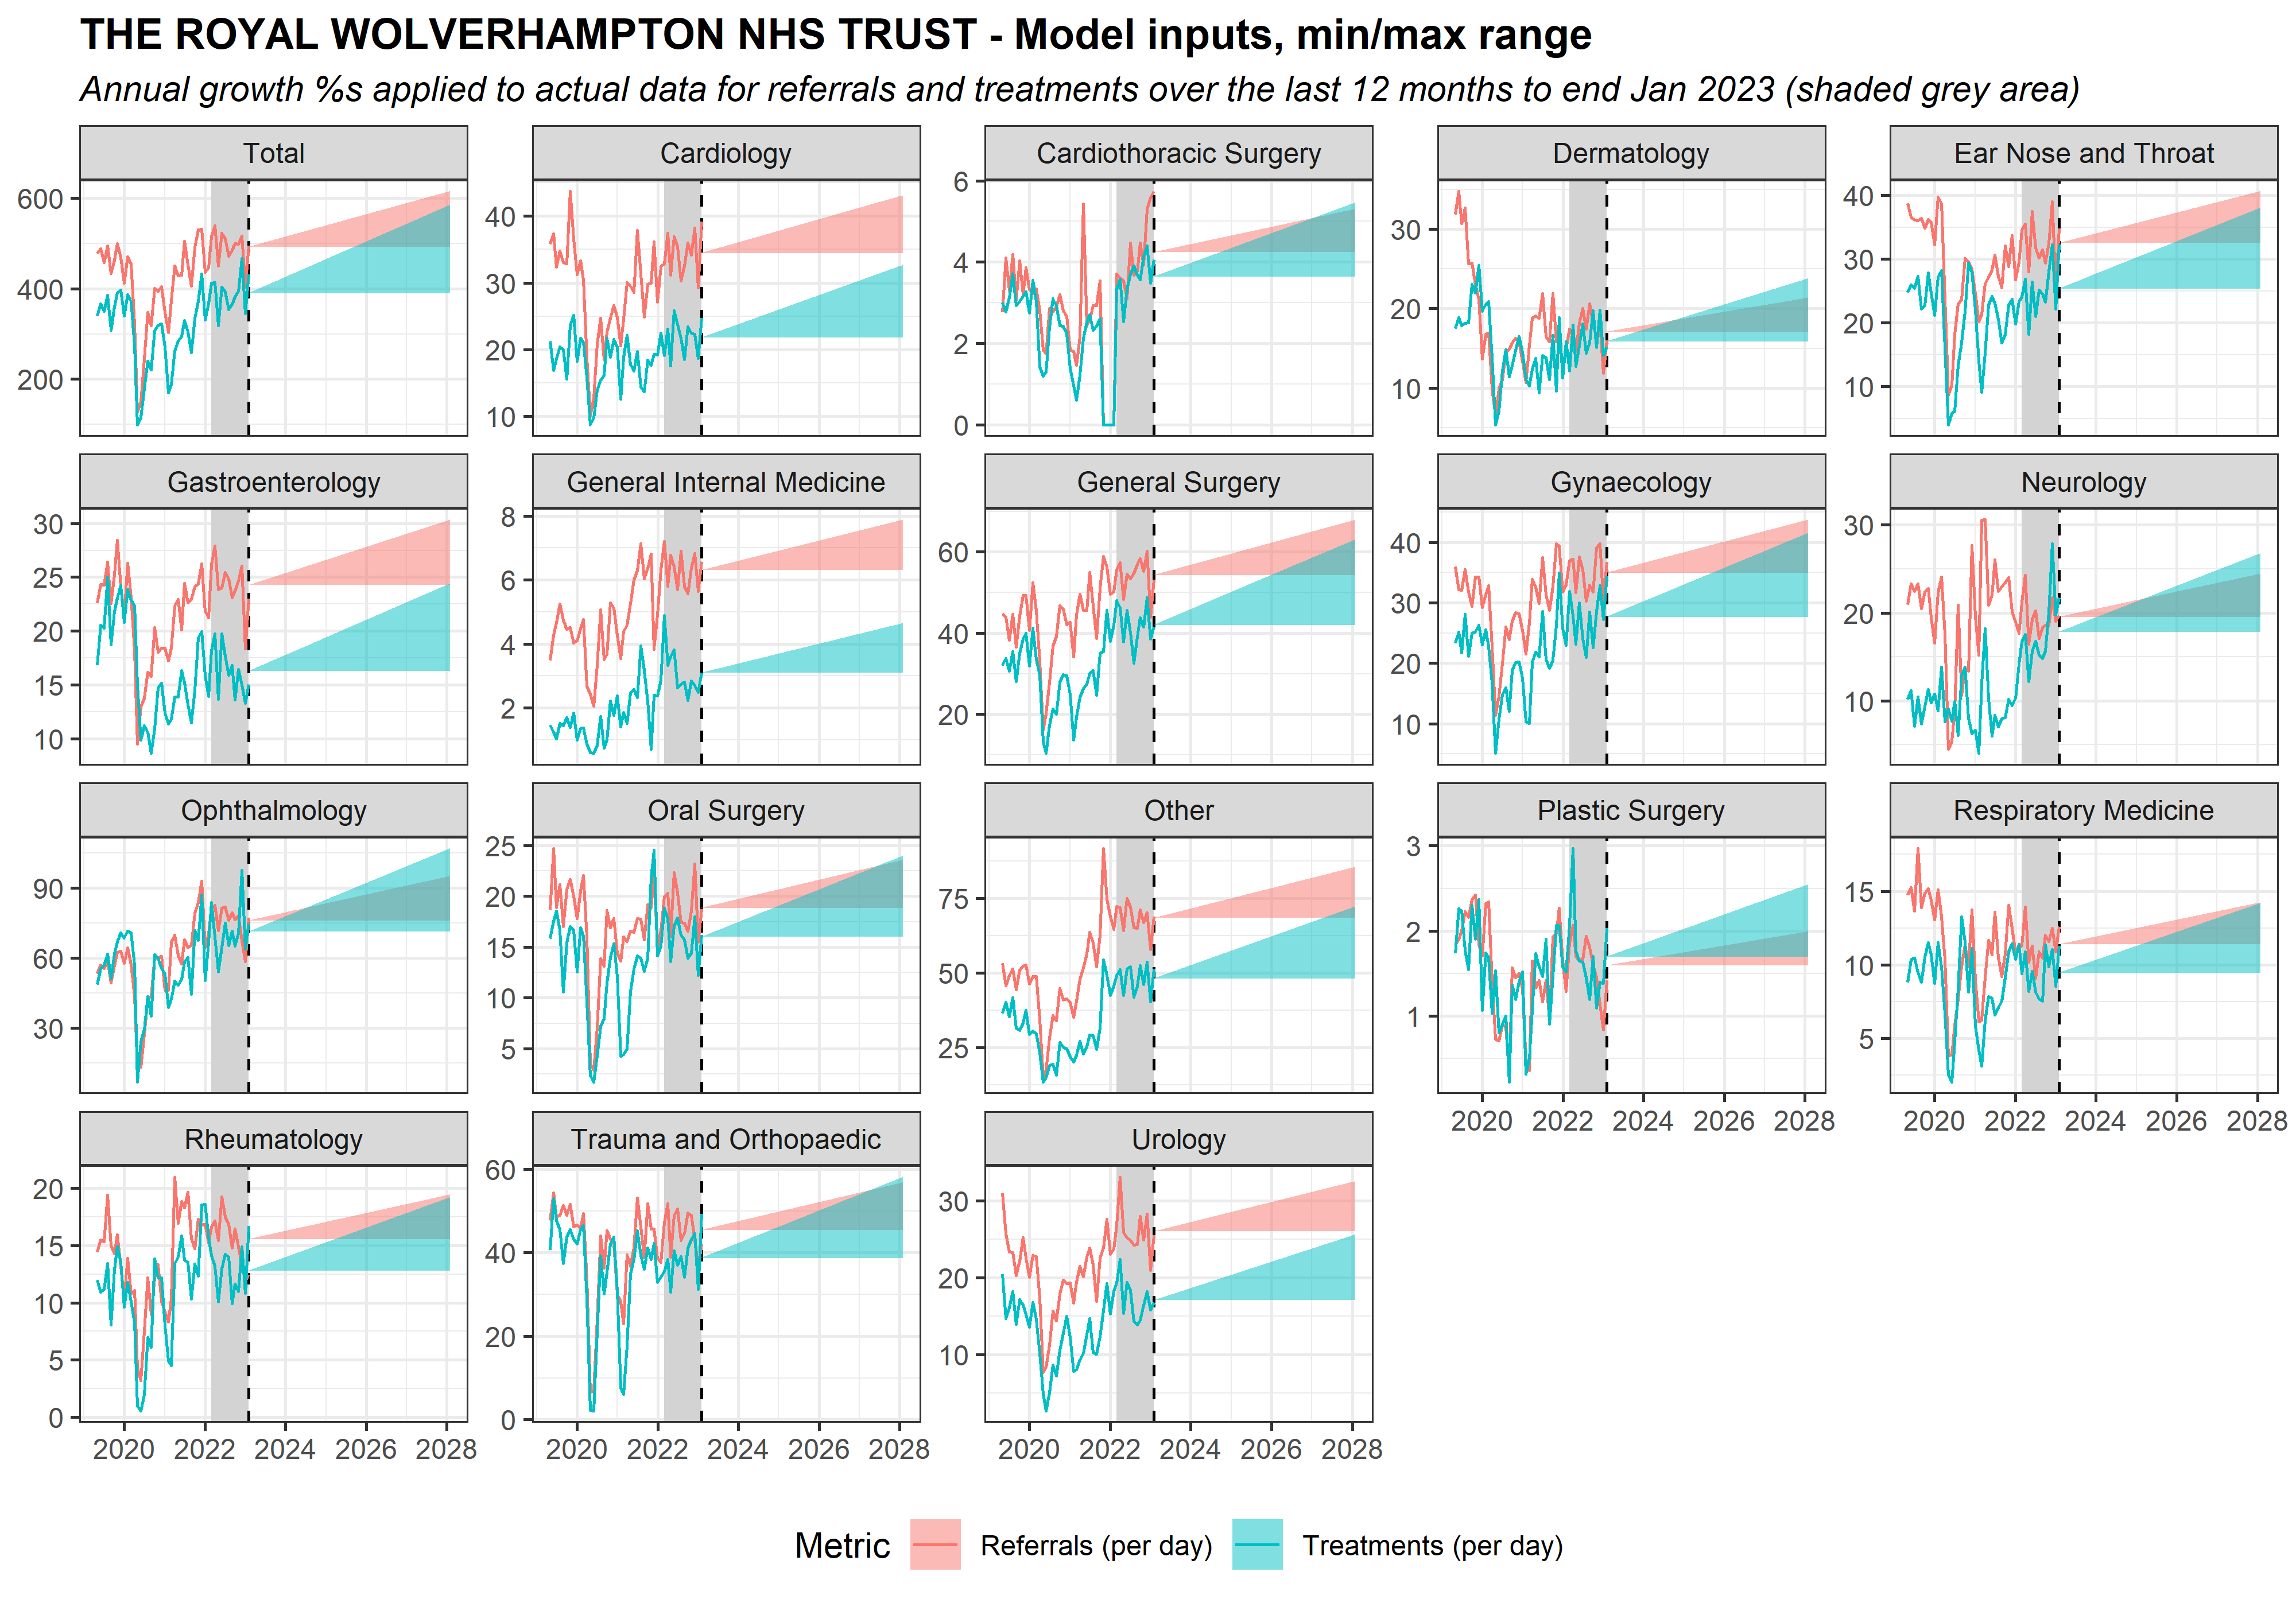 THE ROYAL WOLVERHAMPTON NHS TRUST - Model inputs, min/max range
Annual growth %s applied to actual data for referrals and treatments over the last 12 months to end Jan 2023 (shaded grey area)
Total
Cardiology
Cardiothoracic Surgery
Dermatology
Ear Nose and Throat
600
400
200
40
30
20
10
6
4
2
0
30
20
10
40
30
20
10
Gastroenterology
General Internal Medicine
General Surgery
Gynaecology
Neurology
30
25
20
15
10
8
6
4
2
60
40
20
40
30
20
10
30
20
10
Ophthalmology
Oral Surgery
Other
Plastic Surgery
Respiratory Medicine
90
60
30
25
20
15
10
5
75
50
25
3
2
1
15
10
5
2020 2022 2024 2026 2028
2020 2022 2024 2026 2028
Rheumatology
Trauma and Orthopaedic
Urology
20
15
10
5
0
60
40
20
0
30
20
10
2020 2022 2024 2026 2028
2020 2022 2024 2026 2028
2020 2022 2024 2026 2028
Metric Referrals (per day) Treatments (per day)